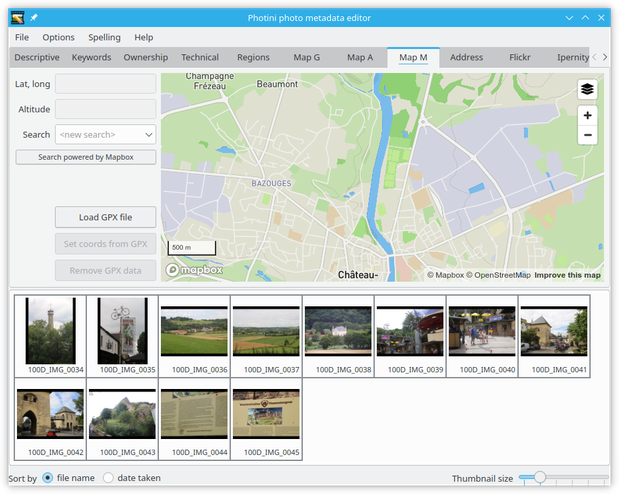 Photini photo metadata editor
File Options Spelling Help
Descriptive Keywords Ownership Technical Regions Map G Map A Map M Address Flickr Ipernity
Lat, long
Altitude
Search <new search>
Search powered by Mapbox
Load GPX file
Set coords from GPX
Remove GPX data
Champagne
Frézeau
Beaumont
BAZOUGES
500 m
mapbox
Château-
© Mapbox © OpenStreetMap Improve this map
100D_IMG_0034 100D_IMG_0035 100D_IMG_0036 100D_IMG_0037 100D_IMG_0038 100D_IMG_0039 100D_IMG_0040 100D_IMG_0041
100D_IMG_0042 100D_IMG_0043 100D_IMG_0044 100D_IMG_0045
Sort by file name date taken Thumbnail size